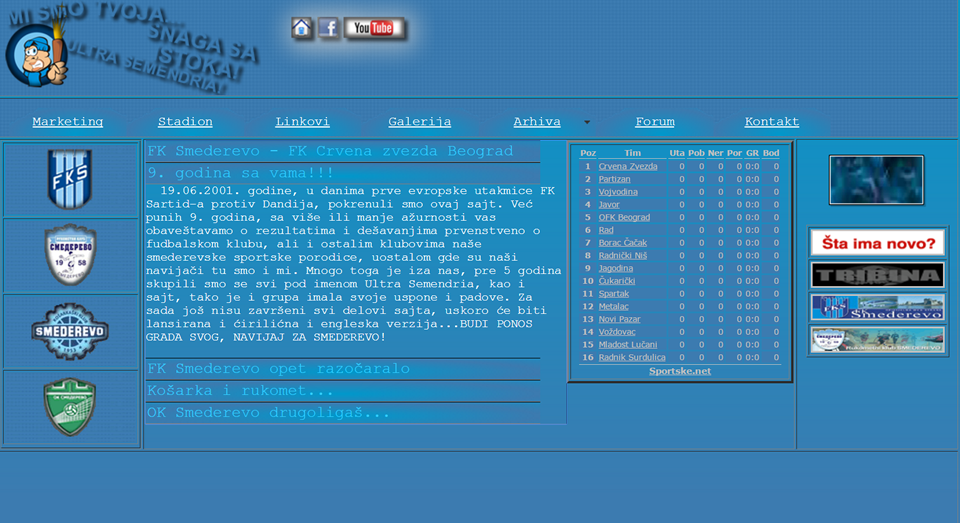 MI SMO TVOJA...
SNAGA SA
STOKA!
ULTRA SEMENDRIA!
f
You Tube
Marketing
Stadion
Linkovi
Galerija
Arhiva
Forum
Kontakt
FKS
СМЕДЕРЕВО
19 58
SMEDEREVO
FK Smederevo - FK Crvena zvezda Beograd
9. godina sa vama!!!
19.06.2001. godine, u danima prve evropske utakmice FK
Sartid-a protiv Dandija, pokrenuli smo ovaj sajt. Već
punih 9. godina, sa više ili manje ažurnosti vas
obaveštavamo o rezultatima i dešavanjima prvenstveno o
fudbalskom klubu, ali i ostalim klubovima naše
smederevske sportske porodice, uostalom gde su naši
navijači tu smo i mi. Mnogo toga je iza nas, pre 5 godina
skupili smo se svi pod imenom Ultra Semendria, kao i
sajt, tako je i grupa imala svoje uspone i padove. Za
sada još nisu završeni svi delovi sajta, uskoro će biti
lansirana i ćirilićna i engleska verzija...BUDI PONOS
GRADA SVOG, NAVIJAJ ZA SMEDEREVO!
FK Smederevo opet razočaralo
Košarka i rukomet...
OK Smederevo drugoligaš...
Poz Tim Uta Pob Ner Por GR Bod
1 Crvena Zvezda 0 0 0 0 0:0 0
2 Partizan 0 0 0 0 0:0 0
3 Vojvodina 0 0 0 0 0:0 0
4 Javor 0 0 0 0 0:0 0
5 OFK Beograd 0 0 0 0 0:0 0
6 Rad 0 0 0 0 0:0 0
7 Borac Čačak 0 0 0 0 0:0 0
8 Radnički Niš 0 0 0 0 0:0 0
9 Jagodina 0 0 0 0 0:0 0
10 Čukarički 0 0 0 0 0:0 0
11 Spartak 0 0 0 0 0:0 0
12 Metalac 0 0 0 0 0:0 0
13 Novi Pazar 0 0 0 0 0:0 0
14 Voždovac 0 0 0 0 0:0 0
15 Mladost Lučani 0 0 0 0 0:0 0
16 Radnik Surdulica 0 0 0 0 0:0 0
Sportske.net
Šta ima novo?
TRIBINA
Smederevo